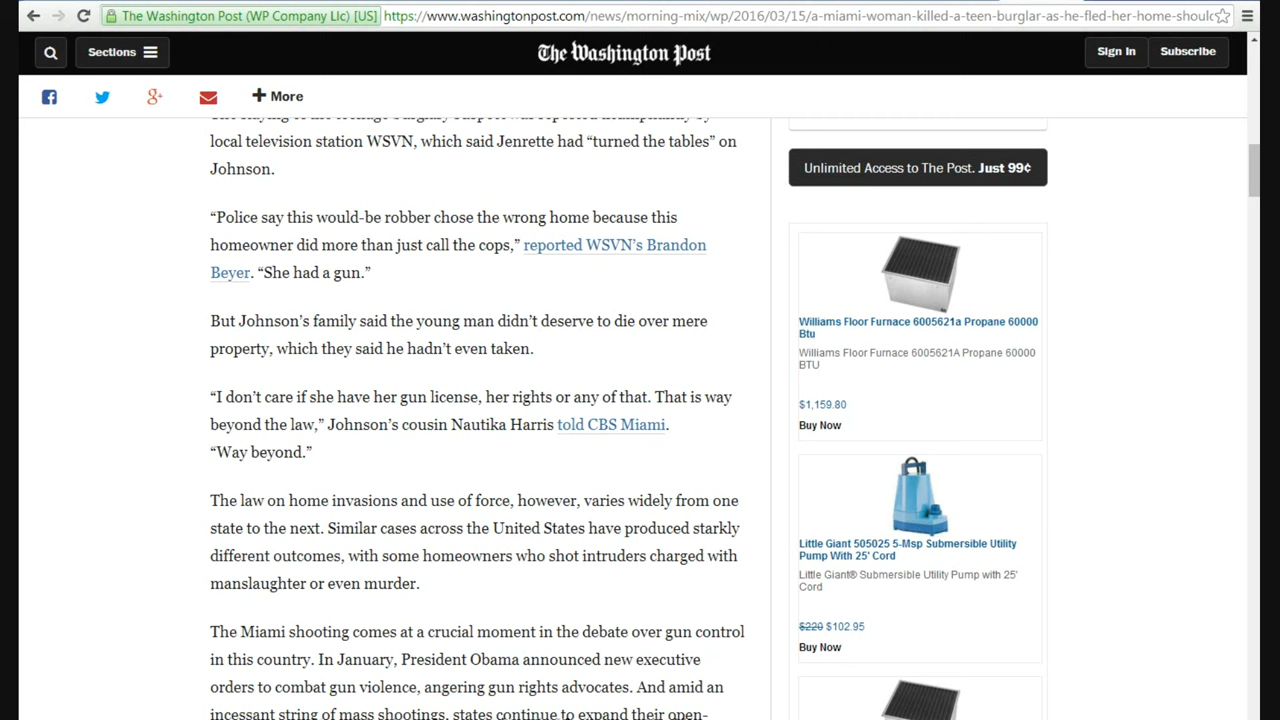 The Washington Post (WP Company Llc) [US] https://www.washingtonpost.com/news/morning-mix/wp/2016/03/15/a-miami-woman-killed-a-teen-burglar-as-he-fled-her-home-shoulc
Sections
The Washington Post
Sign In
Subscribe
+ More
local television station WSVN, which said Jenrette had “turned the tables” on
Johnson.
“Police say this would-be robber chose the wrong home because this
homeowner did more than just call the cops,” reported WSVN’s Brandon
Beyer. “She had a gun.”
But Johnson’s family said the young man didn’t deserve to die over mere
property, which they said he hadn’t even taken.
“I don’t care if she have her gun license, her rights or any of that. That is way
beyond the law,” Johnson’s cousin Nautika Harris told CBS Miami.
“Way beyond.”
The law on home invasions and use of force, however, varies widely from one
state to the next. Similar cases across the United States have produced starkly
different outcomes, with some homeowners who shot intruders charged with
manslaughter or even murder.
The Miami shooting comes at a crucial moment in the debate over gun control
in this country. In January, President Obama announced new executive
orders to combat gun violence, angering gun rights advocates. And amid an
incessant string of mass shootings, states continue to expand their open-
Unlimited Access to The Post. Just 99¢
Williams Floor Furnace 6005621a Propane 60000
Btu
Williams Floor Furnace 6005621A Propane 60000
BTU
$1,159.80
Buy Now
Little Giant 505025 5-Msp Submersible Utility
Pump With 25' Cord
Little Giant® Submersible Utility Pump with 25'
Cord
$220 $102.95
Buy Now